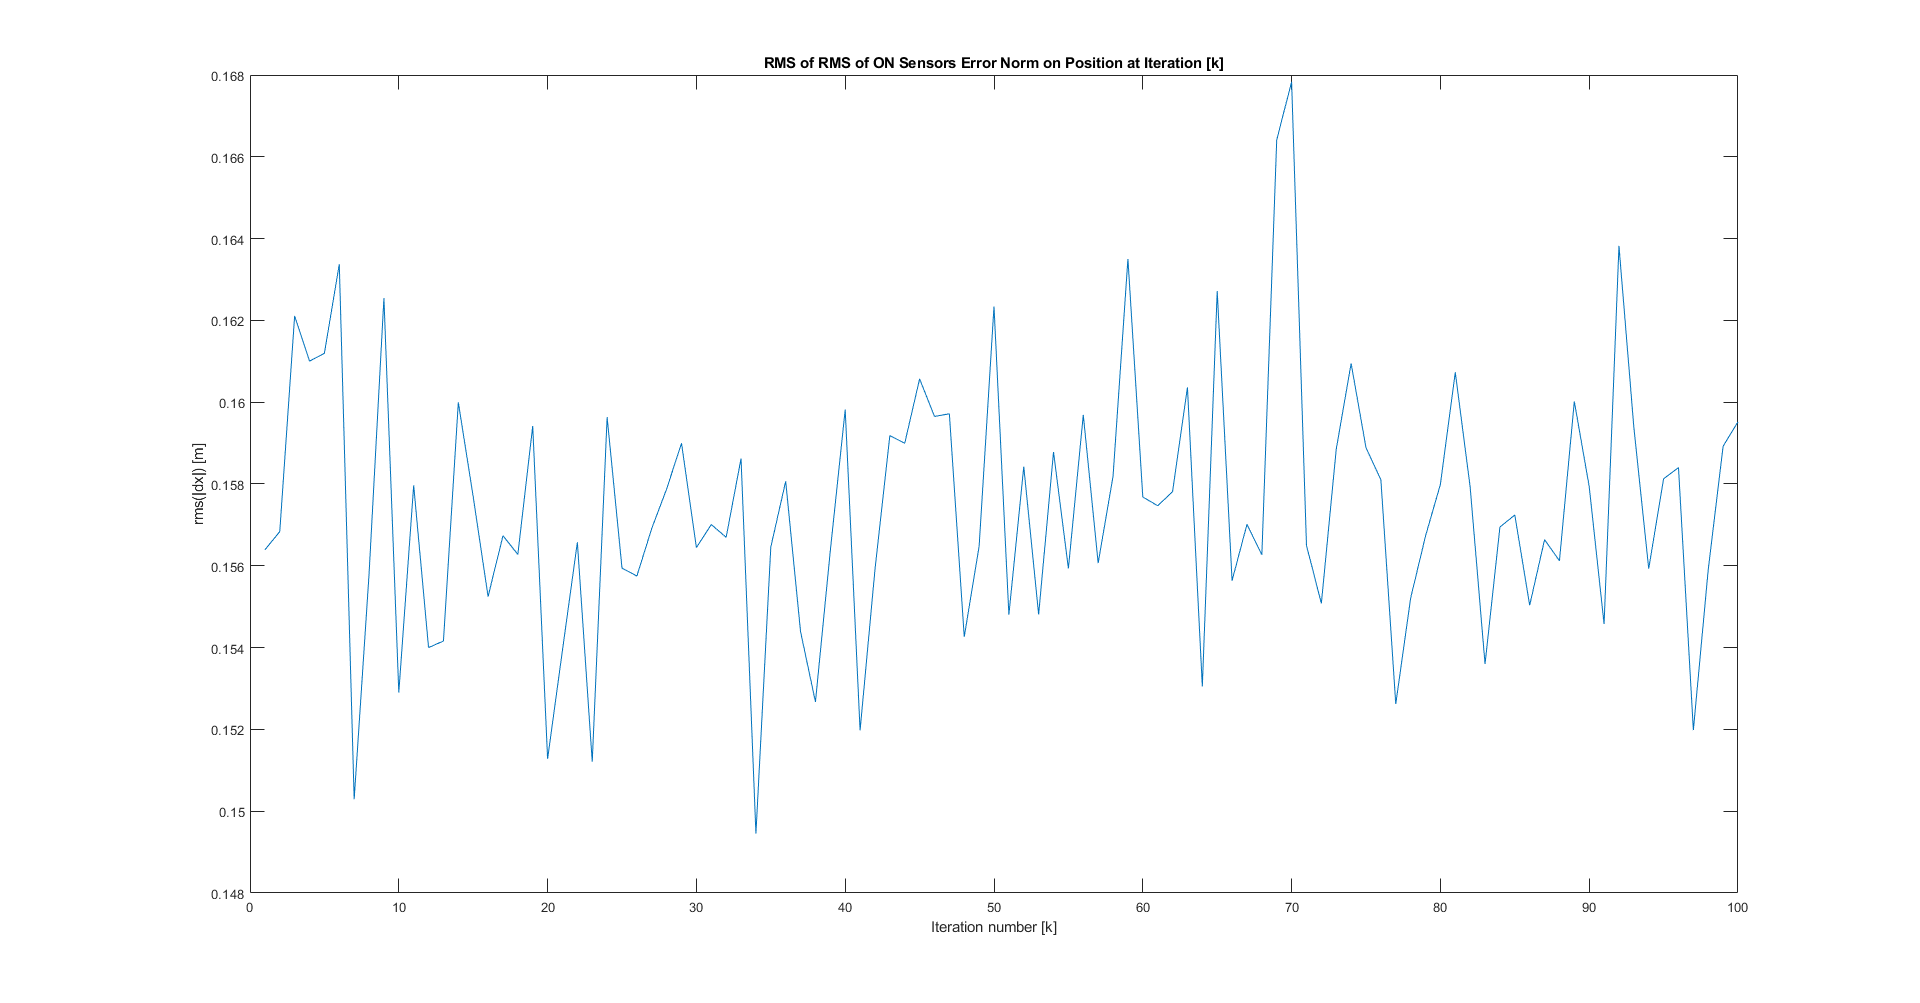 RMS of RMS of ON Sensors Error Norm on Position at Iteration [k]
0.168
0.166
0.164
0.162
0.16
0.158
0.156
0.154
0.152
0.15
0.148
rms(|dx|) [m]
0 10 20 30 40 50 60 70 80 90 100
Iteration number [k]